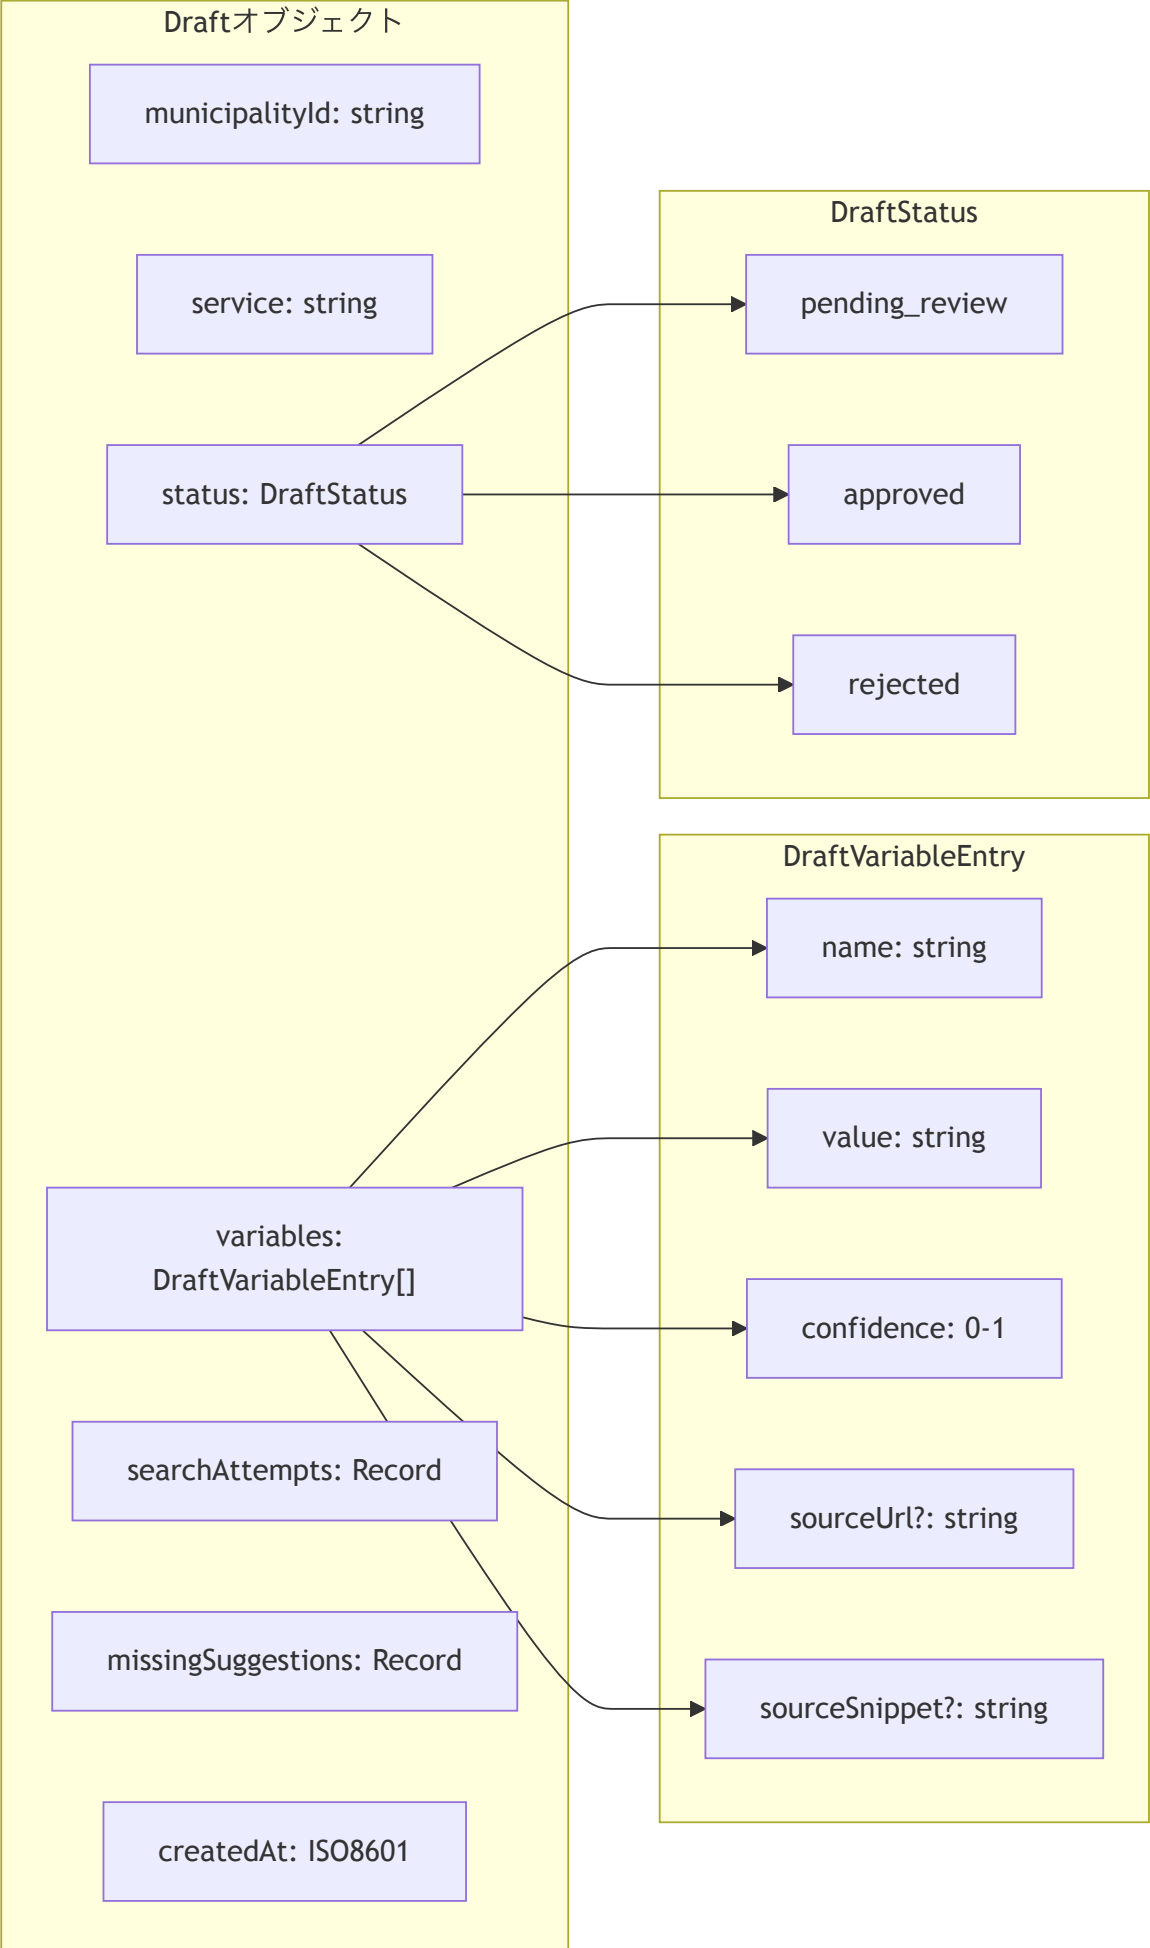 Draftオブジェクト
municipalityId: string
service: string
status: DraftStatus
variables:
DraftVariableEntry[]
searchAttempts: Record
missingSuggestions: Record
createdAt: ISO8601
DraftStatus
pending_review
approved
rejected
DraftVariableEntry
name: string
value: string
confidence: 0-1
sourceUrl?: string
sourceSnippet?: string